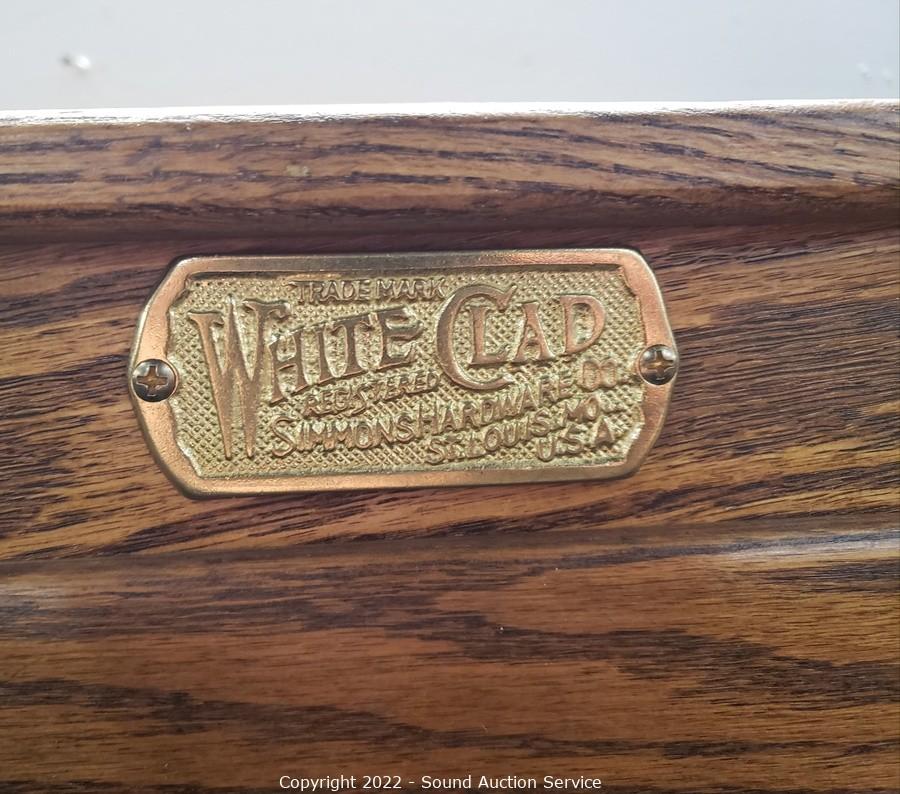 TRADE MARK
WHITE CLAD
REGISTERED
SIMMONS HARDWARE CO.
ST. LOUIS, MO.
U.S.A.
Copyright 2022 - Sound Auction Service